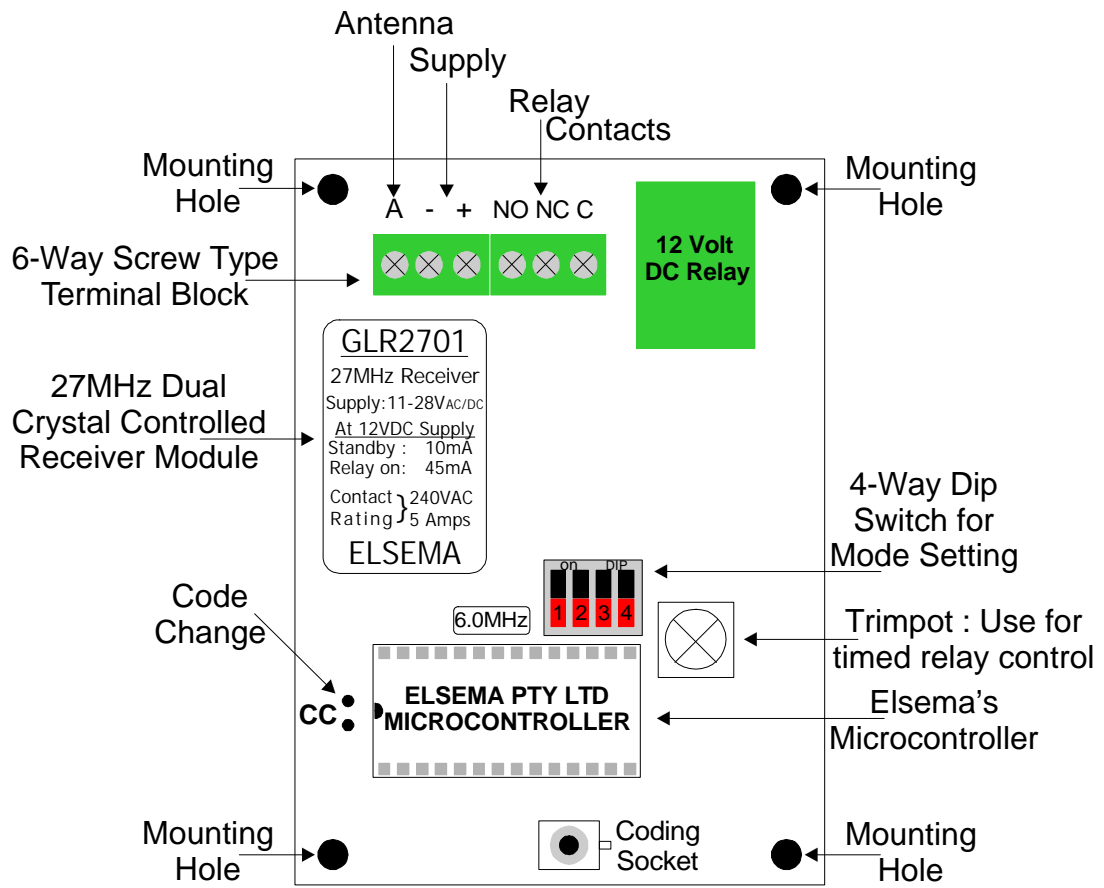 Antenna
Supply
Relay
Contacts
Mounting
Hole
Mounting
Hole
A - + NO NC C
6-Way Screw Type
Terminal Block
12 Volt
DC Relay
GLR2701
27MHz Receiver
Supply:11-28VAC/DC
At 12VDC Supply
Standby : 10mA
Relay on: 45mA
Contact } 240VAC
Rating 5 Amps
ELSEMA
27MHz Dual
Crystal Controlled
Receiver Module
4-Way Dip
Switch for
Mode Setting
on DIP
1 2 3 4
6.0MHz
Code
Change
Trimpot : Use for
timed relay control
CC
ELSEMA PTY LTD
MICROCONTROLLER
Elsema's
Microcontroller
Mounting
Hole
Coding
Socket
Mounting
Hole